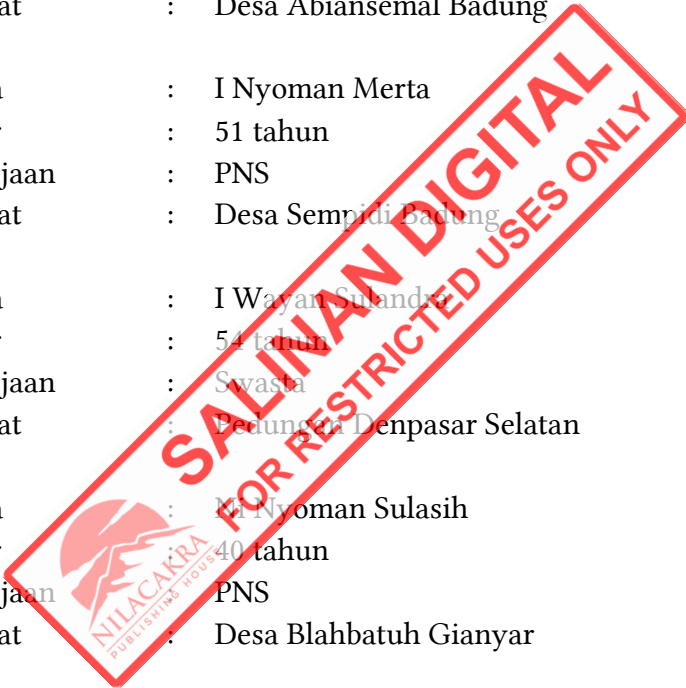 at : Desa Abiansemal Badung
a : I Nyoman Merta
r : 51 tahun
jaan : PNS
at : Desa Sempidi Badung
a : I Wayan Sulandra
r : 54 tahun
jaan : Swasta
at : Pedungan Denpasar Selatan
a : Ni Nyoman Sulasih
r : 40 tahun
jaan : PNS
at : Desa Blahbatuh Gianyar
SALINAN DIGITAL
FOR RESTRICTED USES ONLY
NILACAKRA
PUBLISHING HOUSE